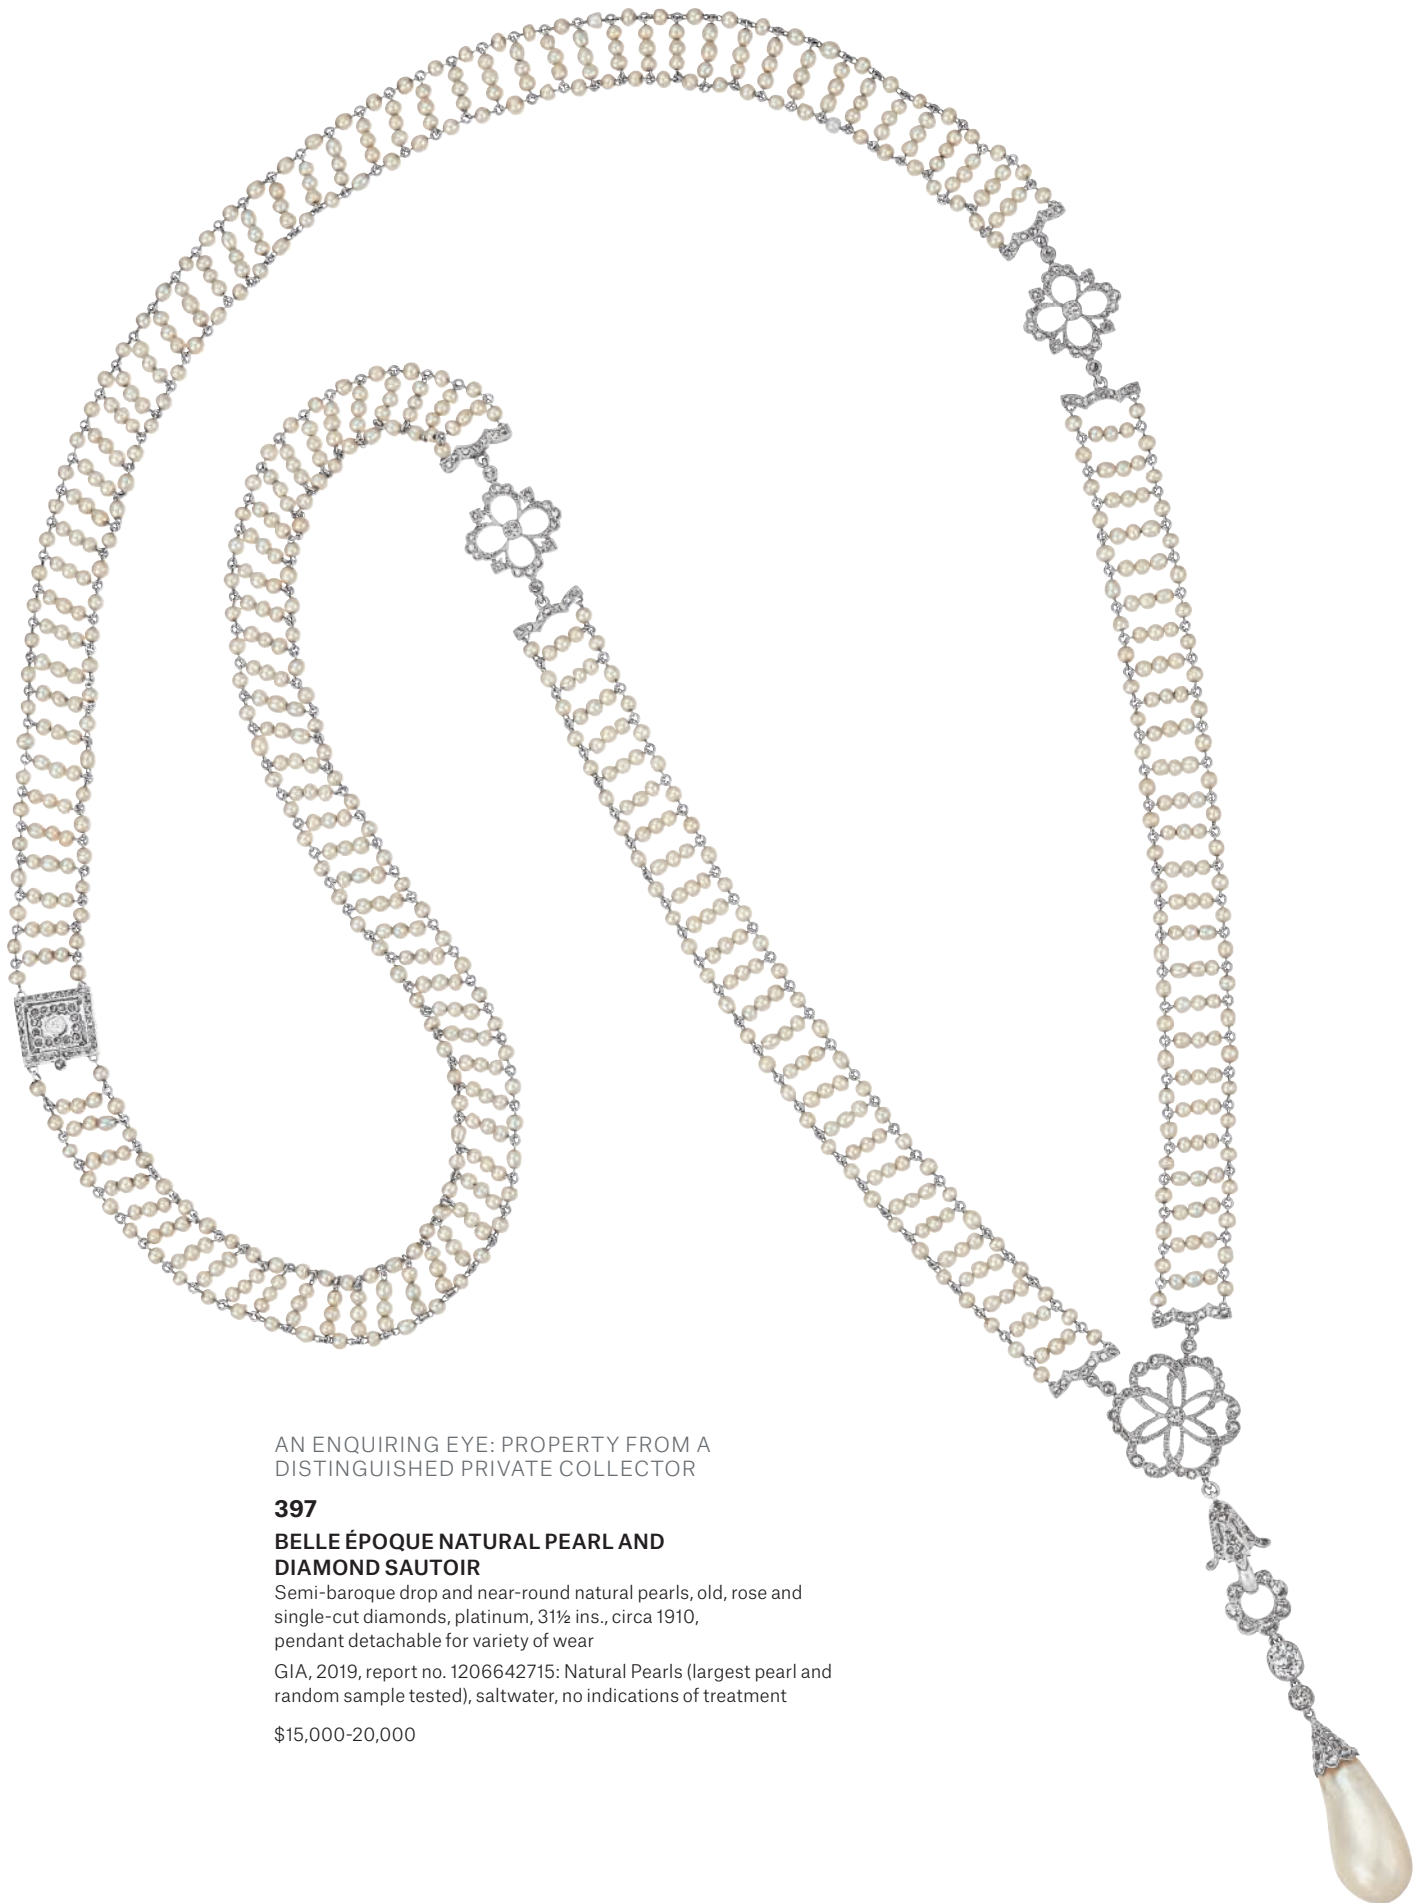 AN ENQUIRING EYE: PROPERTY FROM A
DISTINGUISHED PRIVATE COLLECTOR
397
BELLE ÉPOQUE NATURAL PEARL AND
DIAMOND SAUTOIR
Semi-baroque drop and near-round natural pearls, old, rose and
single-cut diamonds, platinum, 31½ ins., circa 1910,
pendant detachable for variety of wear
GIA, 2019, report no. 1206642715: Natural Pearls (largest pearl and
random sample tested), saltwater, no indications of treatment
$15,000-20,000